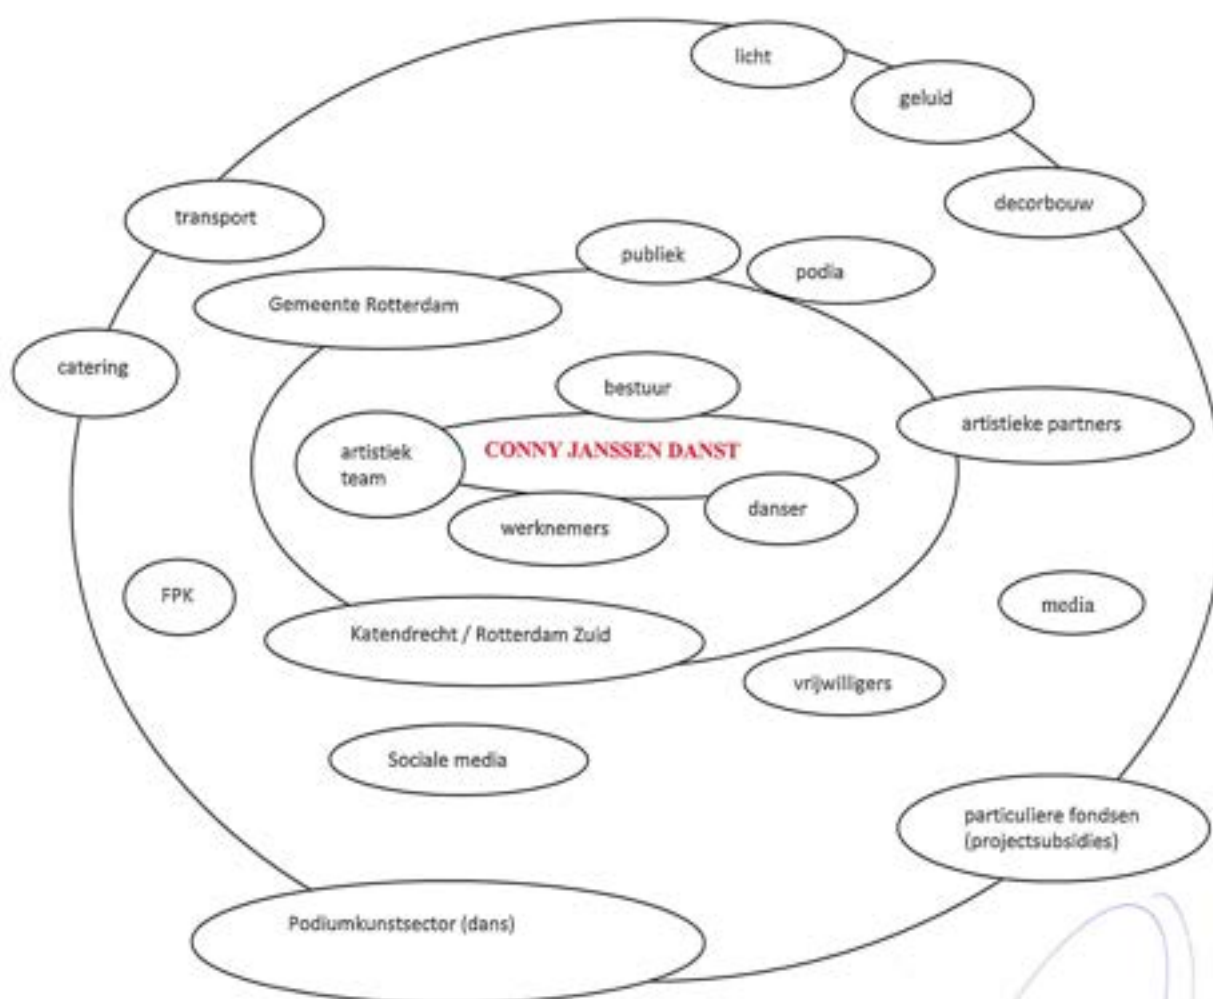 licht
geluid
transport
decorbouw
publiek
podia
Gemeente Rotterdam
catering
bestuur
artistieke partners
CONNY JANSSEN DANST
artistiek
team
danser
werknemers
FPK
media
Katendrecht / Rotterdam Zuid
vrijwilligers
Sociale media
particuliere fondsen
(projectsubsidies)
Podiumkunstsector (dans)